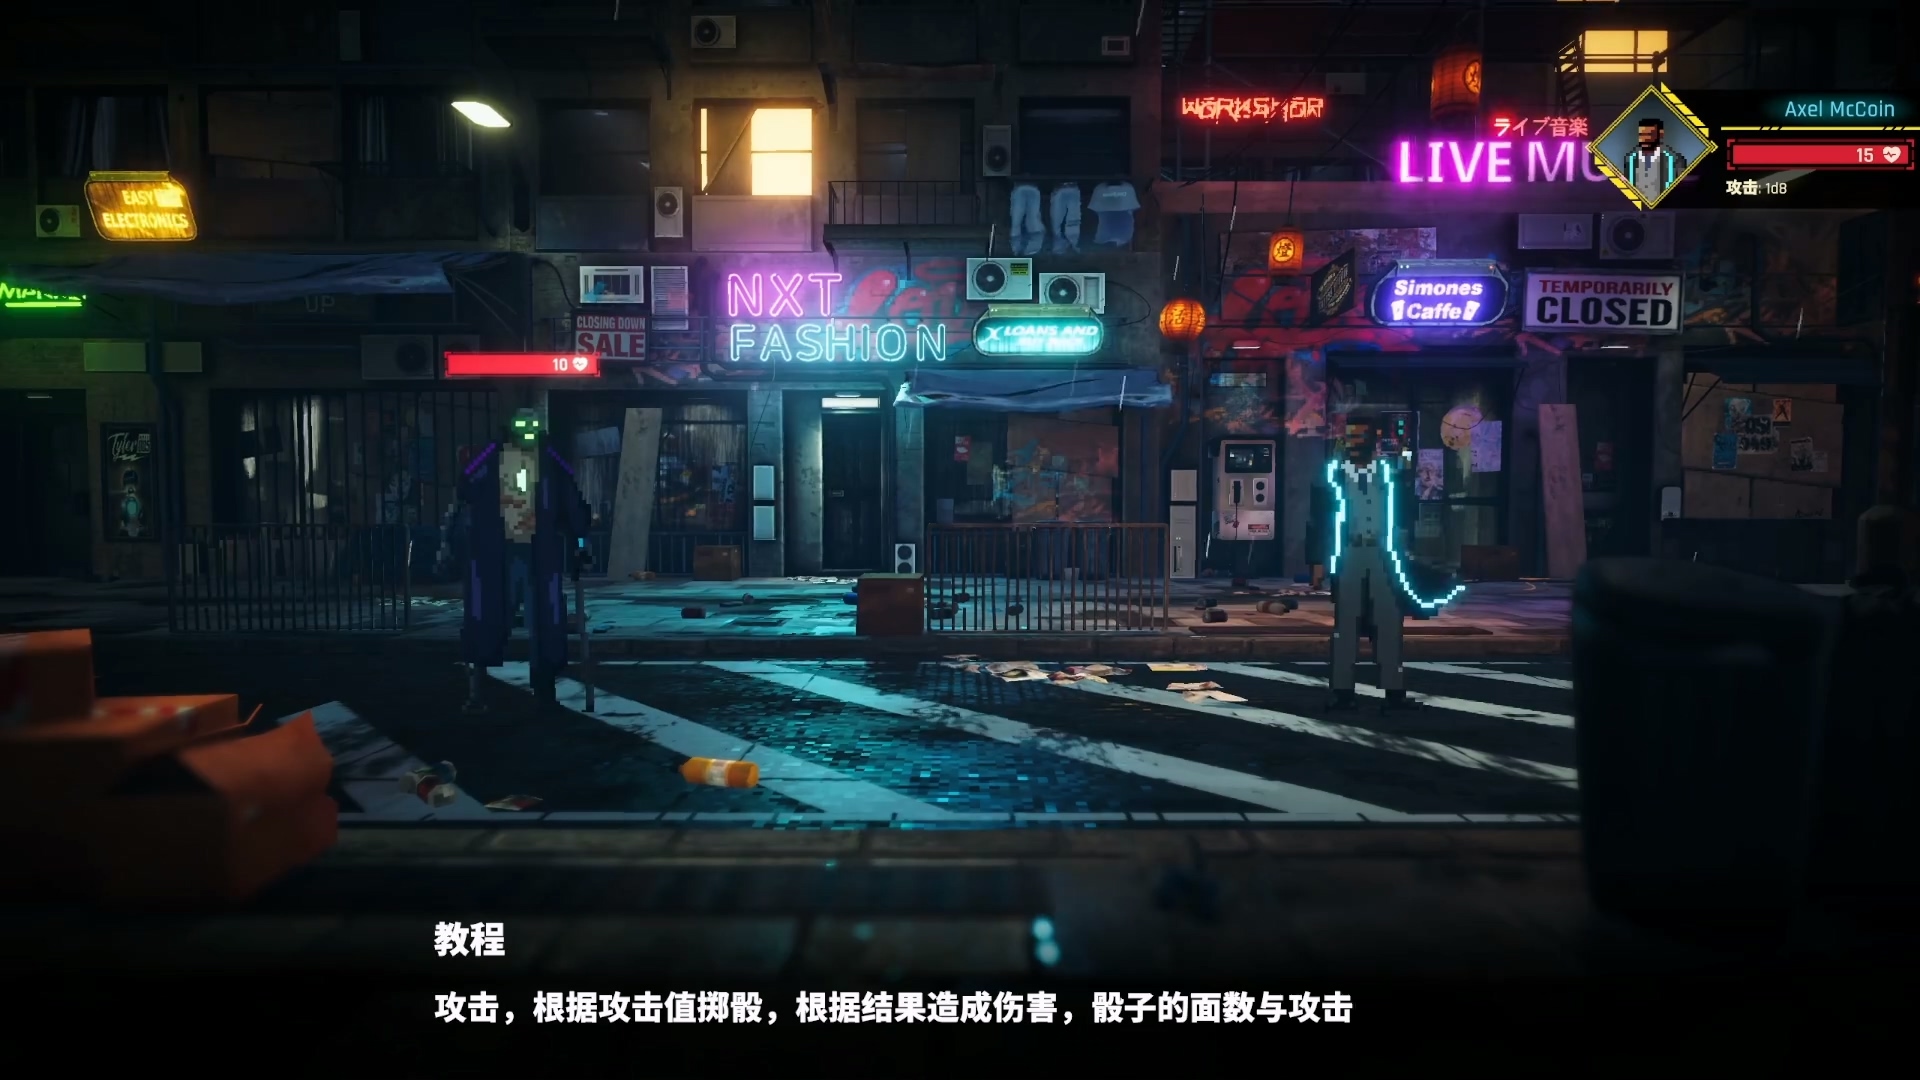 WORKSHOP
ライブ音楽
LIVE MU
Axel McCoin
15
攻击: 1d8
EASY
ELECTRONICS
NXT
FASHION
CLOSING DOWN
SALE
LOANS AND
Simones
Caffe
TEMPORARILY
CLOSED
UP
10
Tyler
教程
攻击，根据攻击值掷骰，根据结果造成伤害，骰子的面数与攻击